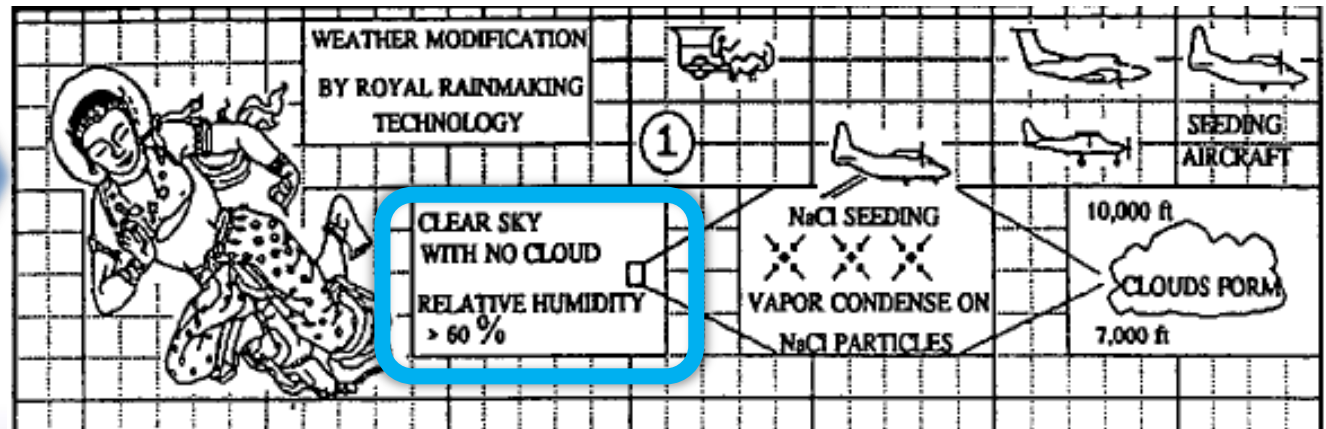 WEATHER MODIFICATION
BY ROYAL RAINMAKING
TECHNOLOGY
1
SEEDING
AIRCRAFT
CLEAR SKY
WITH NO CLOUD
RELATIVE HUMIDITY
> 60 %
NaCl SEEDING
VAPOR CONDENSE ON
NaCl PARTICLES
10,000 ft
CLOUDS FORM
7,000 ft